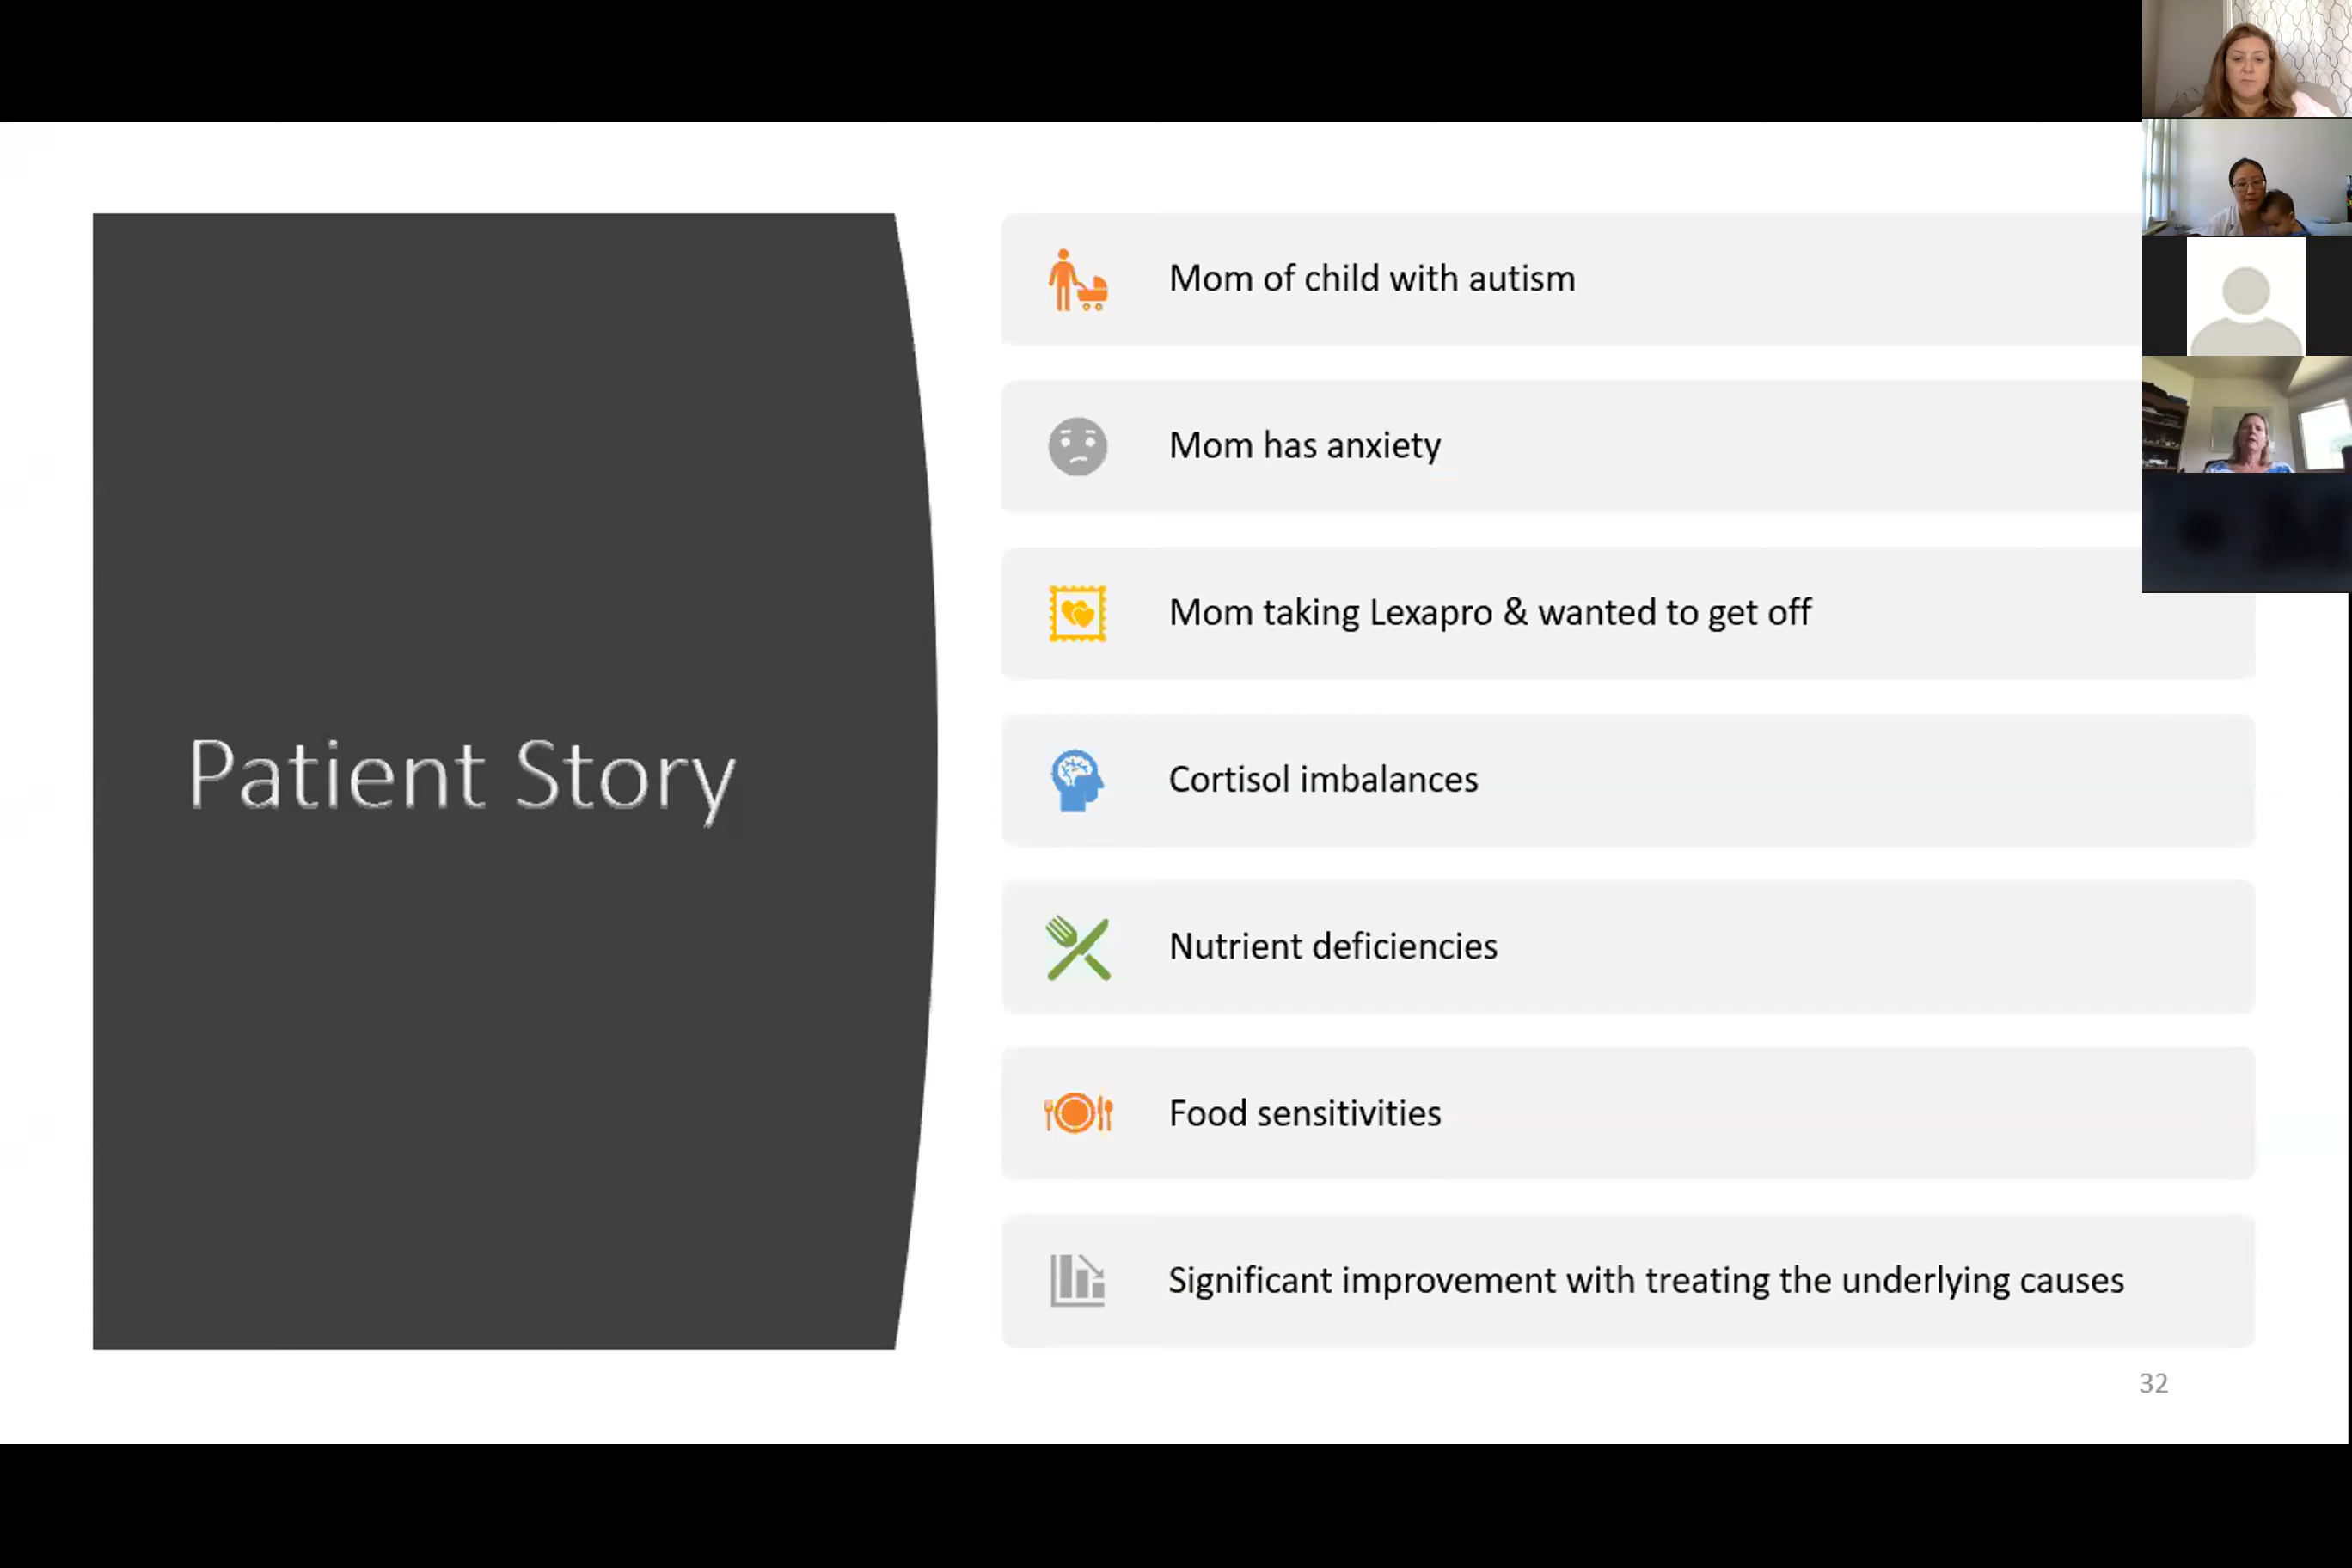 Patient Story
Mom of child with autism
Mom has anxiety
Mom taking Lexapro & wanted to get off
Cortisol imbalances
Nutrient deficiencies
Food sensitivities
Significant improvement with treating the underlying causes
32